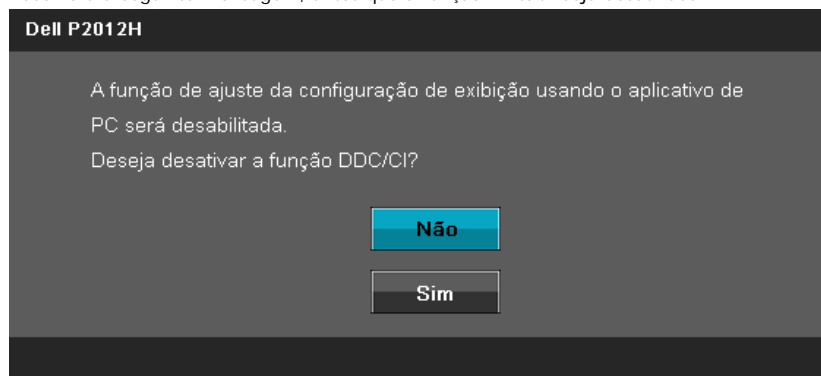 Dell P2012H
A função de ajuste da configuração de exibição usando o aplicativo de
PC será desabilitada.
Deseja desativar a função DDC/CI?
Não
Sim